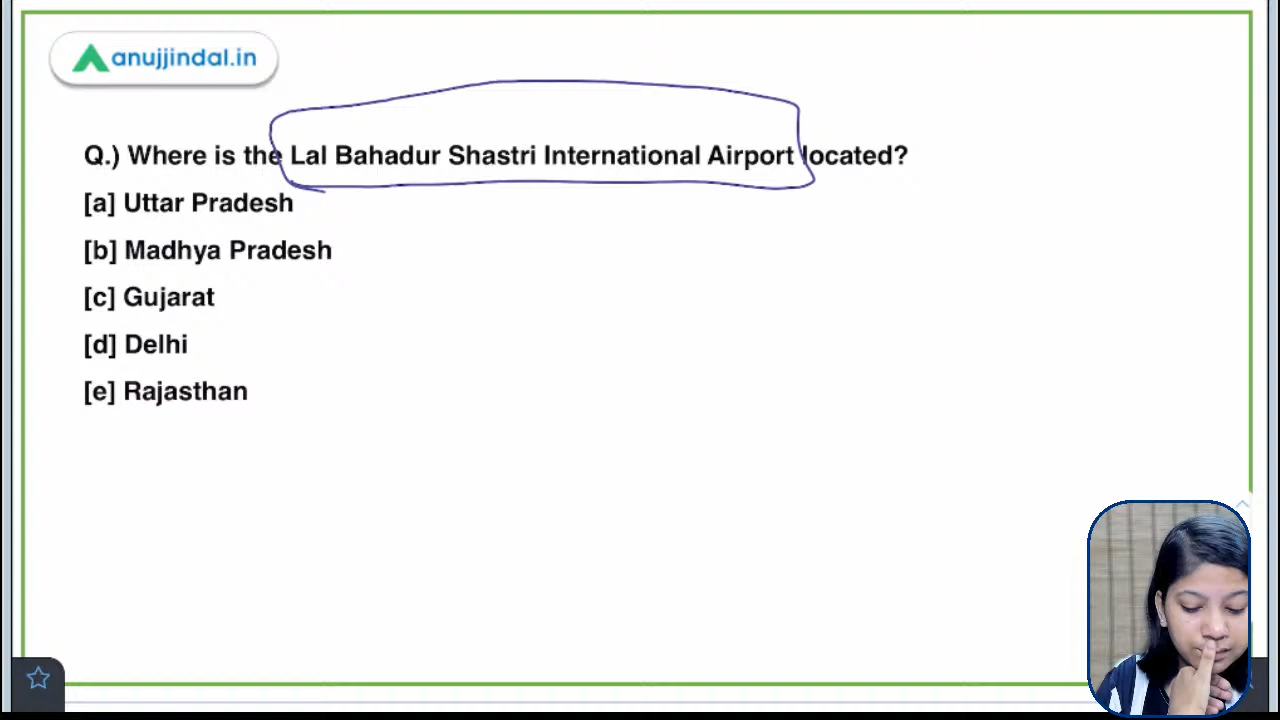 anujjindal.in
Q.) Where is the Lal Bahadur Shastri International Airport located?
[a] Uttar Pradesh
[b] Madhya Pradesh
[c] Gujarat
[d] Delhi
[e] Rajasthan